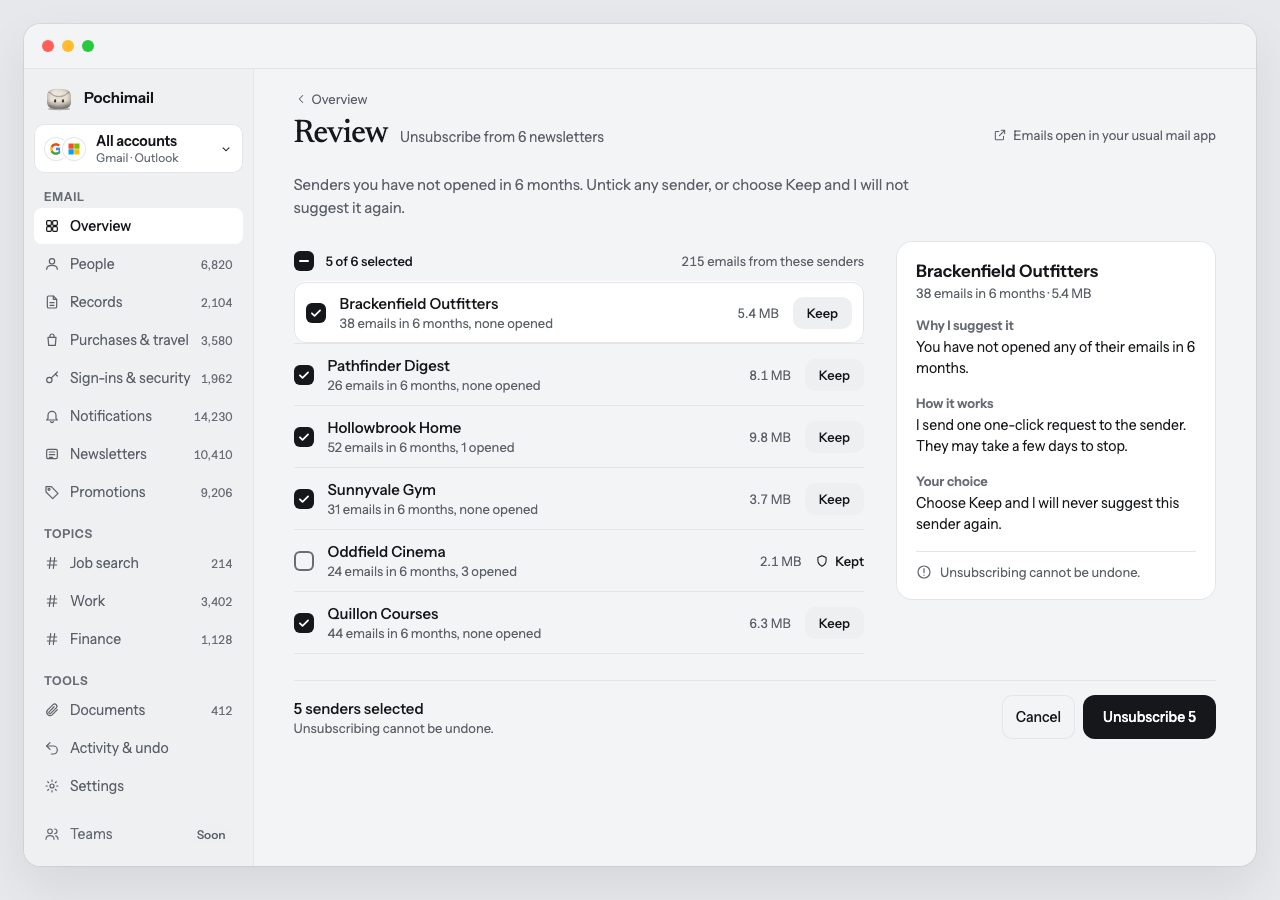 Pochimail
All accounts
Gmail · Outlook
EMAIL
Overview
People 6,820
Records 2,104
Purchases & travel 3,580
Sign-ins & security 1,962
Notifications 14,230
Newsletters 10,410
Promotions 9,206
TOPICS
# Job search 214
# Work 3,402
# Finance 1,128
TOOLS
Documents 412
Activity & undo
Settings
Teams Soon
Overview
Review Unsubscribe from 6 newsletters
Emails open in your usual mail app
Senders you have not opened in 6 months. Untick any sender, or choose Keep and I will not
suggest it again.
5 of 6 selected 215 emails from these senders
Brackenfield Outfitters
38 emails in 6 months, none opened
5.4 MB Keep
Pathfinder Digest
26 emails in 6 months, none opened
8.1 MB Keep
Hollowbrook Home
52 emails in 6 months, 1 opened
9.8 MB Keep
Sunnyvale Gym
31 emails in 6 months, none opened
3.7 MB Keep
Oddfield Cinema
24 emails in 6 months, 3 opened
2.1 MB Kept
Quillon Courses
44 emails in 6 months, none opened
6.3 MB Keep
Brackenfield Outfitters
38 emails in 6 months · 5.4 MB
Why I suggest it
You have not opened any of their emails in 6
months.
How it works
I send one one-click request to the sender.
They may take a few days to stop.
Your choice
Choose Keep and I will never suggest this
sender again.
Unsubscribing cannot be undone.
5 senders selected
Unsubscribing cannot be undone.
Cancel
Unsubscribe 5